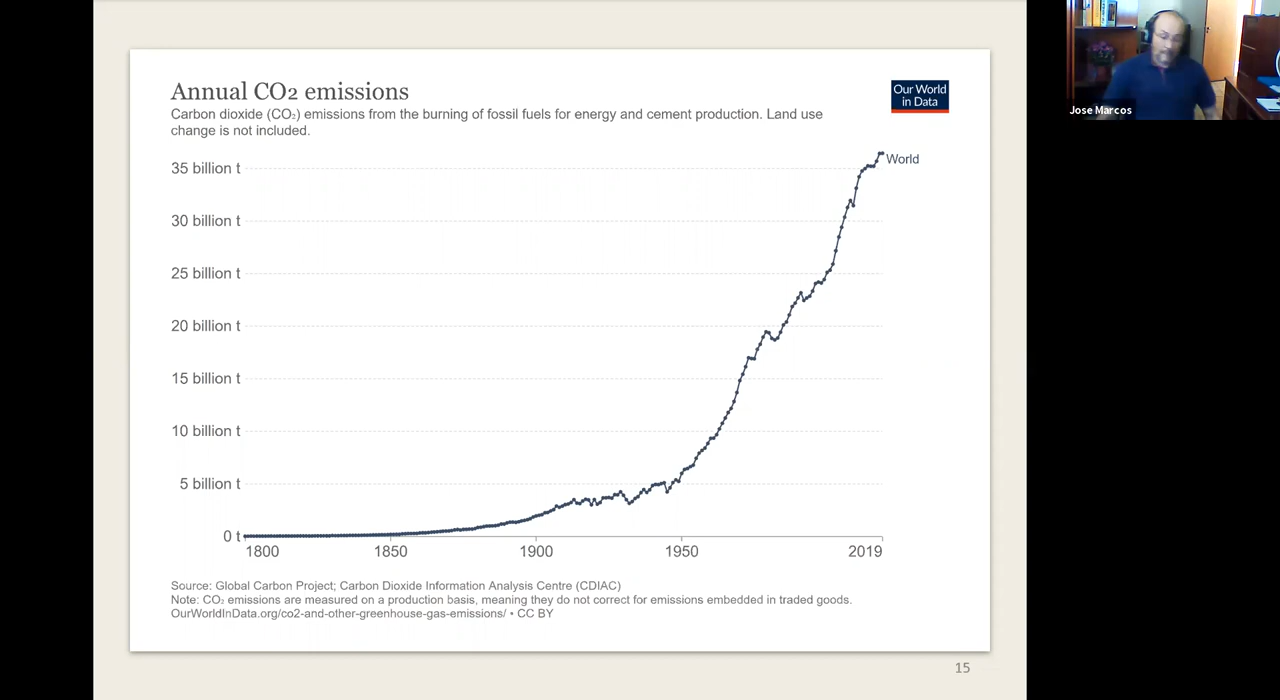 Annual CO2 emissions
Carbon dioxide (CO₂) emissions from the burning of fossil fuels for energy and cement production. Land use
change is not included.
Our World
in Data
35 billion t
30 billion t
25 billion t
20 billion t
15 billion t
10 billion t
5 billion t
0 t
World
1800
1850
1900
1950
2019
Source: Global Carbon Project; Carbon Dioxide Information Analysis Centre (CDIAC)
Note: CO₂ emissions are measured on a production basis, meaning they do not correct for emissions embedded in traded goods.
OurWorldInData.org/co2-and-other-greenhouse-gas-emissions/ • CC BY
15
Jose Marcos